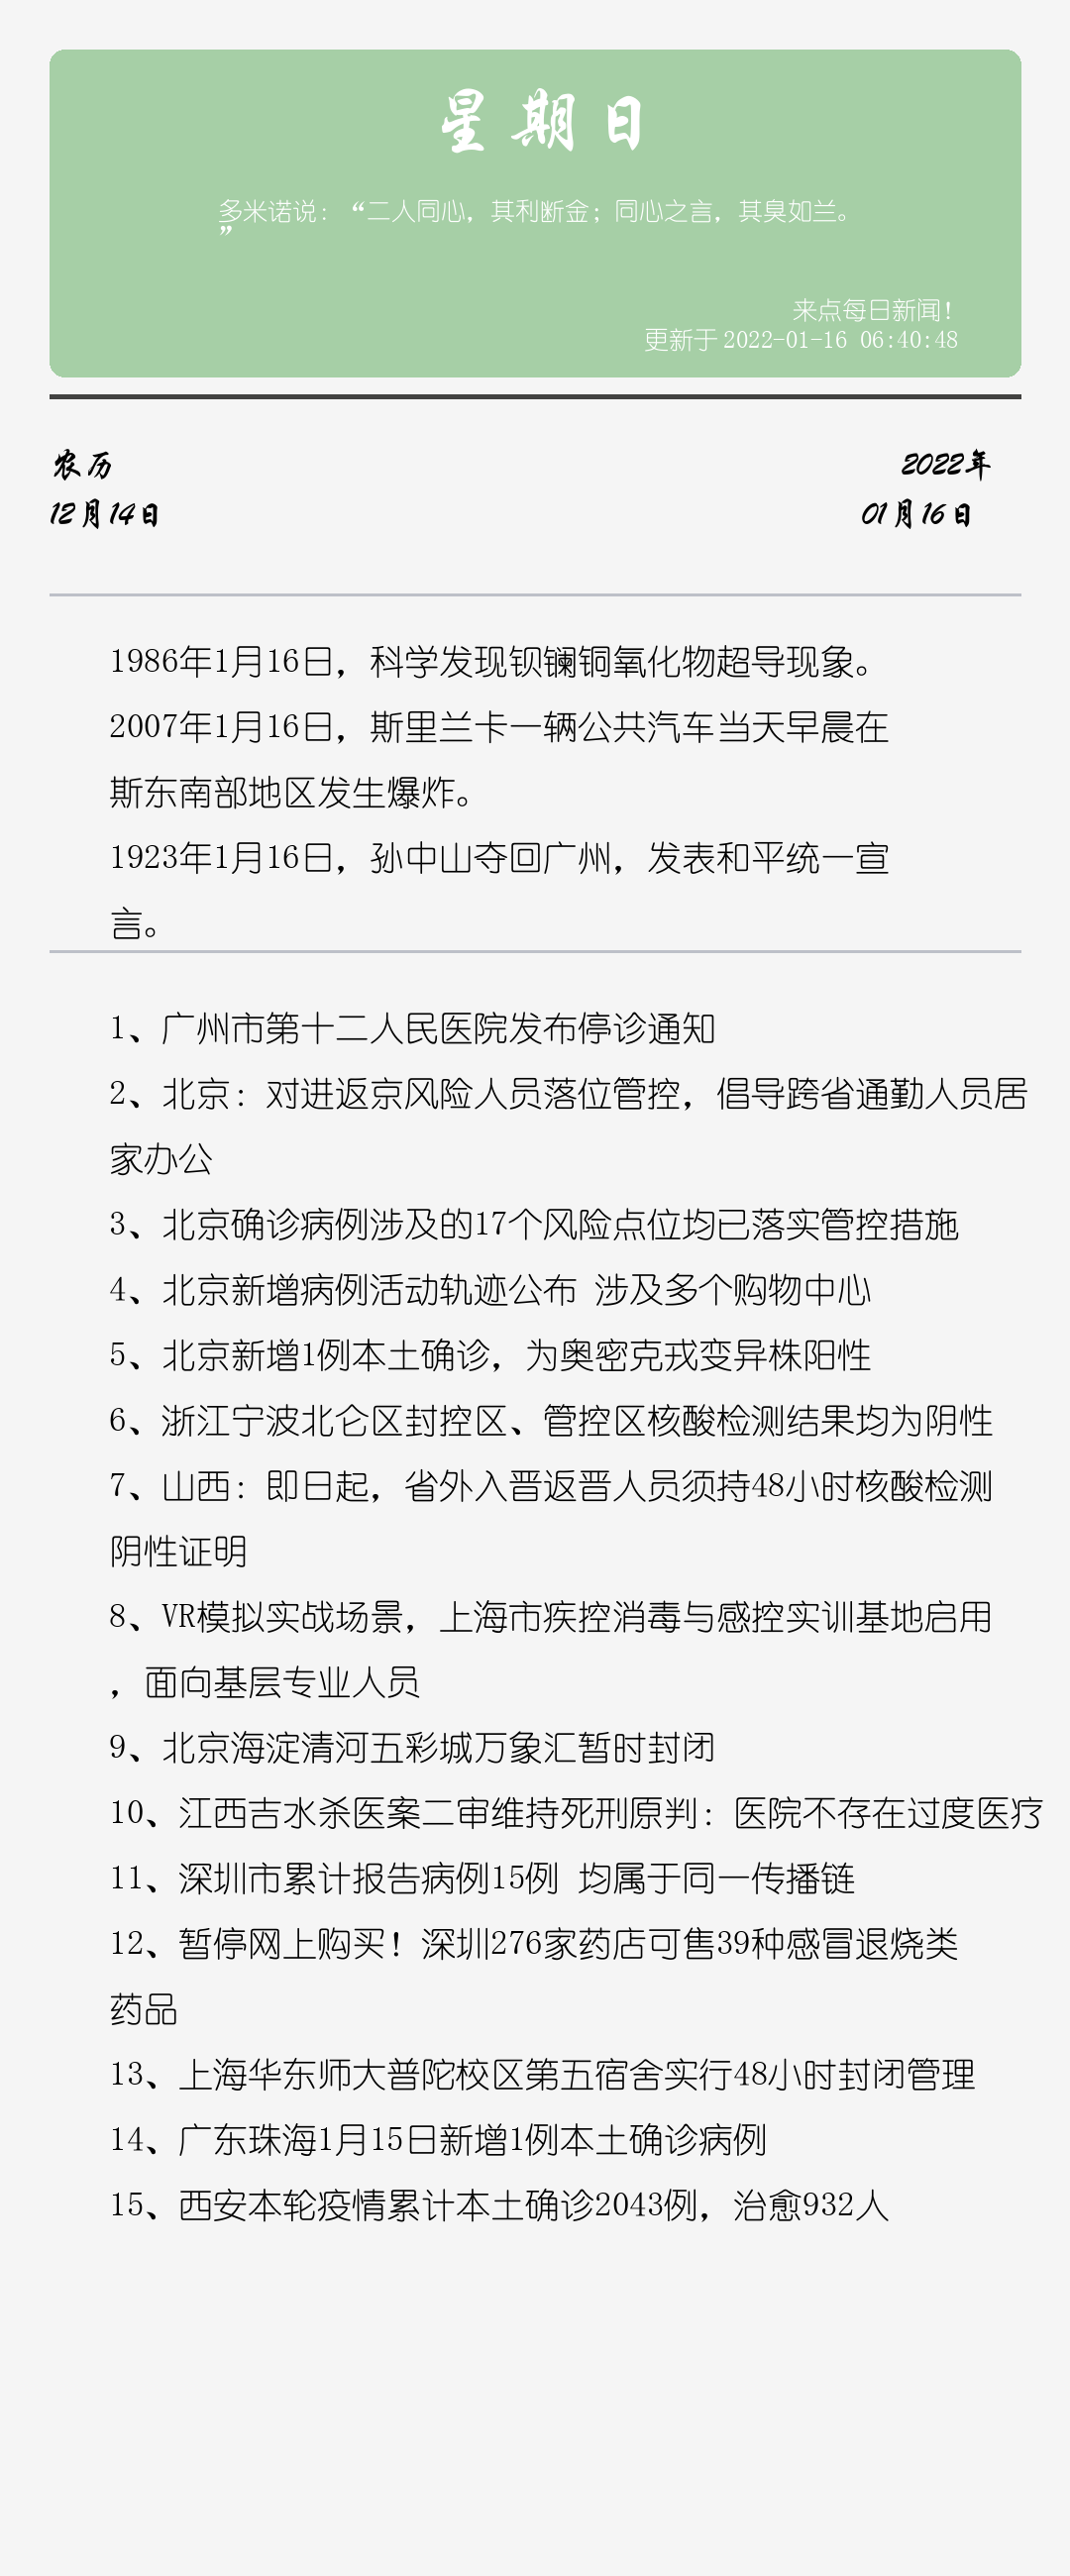 星期日
多米诺说：“二人同心，其利断金；同心之言，其臭如兰。
”
来点每日新闻！
更新于2022-01-16 06:40:48
农历
2022年
12月14日
01月16日
1986年1月16日，科学发现钡镧铜氧化物超导现象。
2007年1月16日，斯里兰卡一辆公共汽车当天早晨在
斯东南部地区发生爆炸。
1923年1月16日，孙中山夺回广州，发表和平统一宣
言。
1、广州市第十二人民医院发布停诊通知
2、北京：对进返京风险人员落位管控，倡导跨省通勤人员居
家办公
3、北京确诊病例涉及的17个风险点位均已落实管控措施
4、北京新增病例活动轨迹公布 涉及多个购物中心
5、北京新增1例本土确诊，为奥密克戎变异株阳性
6、浙江宁波北仑区封控区、管控区核酸检测结果均为阴性
7、山西：即日起，省外入晋返晋人员须持48小时核酸检测
阴性证明
8、VR模拟实战场景，上海市疾控消毒与感控实训基地启用
，面向基层专业人员
9、北京海淀清河五彩城万象汇暂时封闭
10、江西吉水杀医案二审维持死刑原判：医院不存在过度医疗
11、深圳市累计报告病例15例 均属于同一传播链
12、暂停网上购买！深圳276家药店可售39种感冒退烧类
药品
13、上海华东师大普陀校区第五宿舍实行48小时封闭管理
14、广东珠海1月15日新增1例本土确诊病例
15、西安本轮疫情累计本土确诊2043例，治愈932人